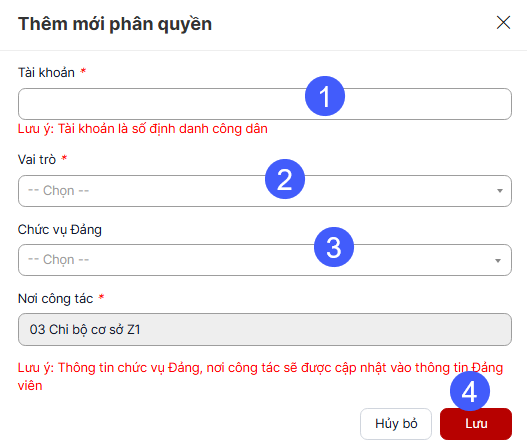 Thêm mới phân quyền
Tài khoản *
1
Lưu ý: Tài khoản là số định danh công dân
Vai trò *
-- Chọn --
2
Chức vụ Đảng
-- Chọn --
3
Nơi công tác *
03 Chi bộ cơ sở Z1
Lưu ý: Thông tin chức vụ Đảng, nơi công tác sẽ được cập nhật vào thông tin Đảng
viên
4
Hủy bỏ
Lưu